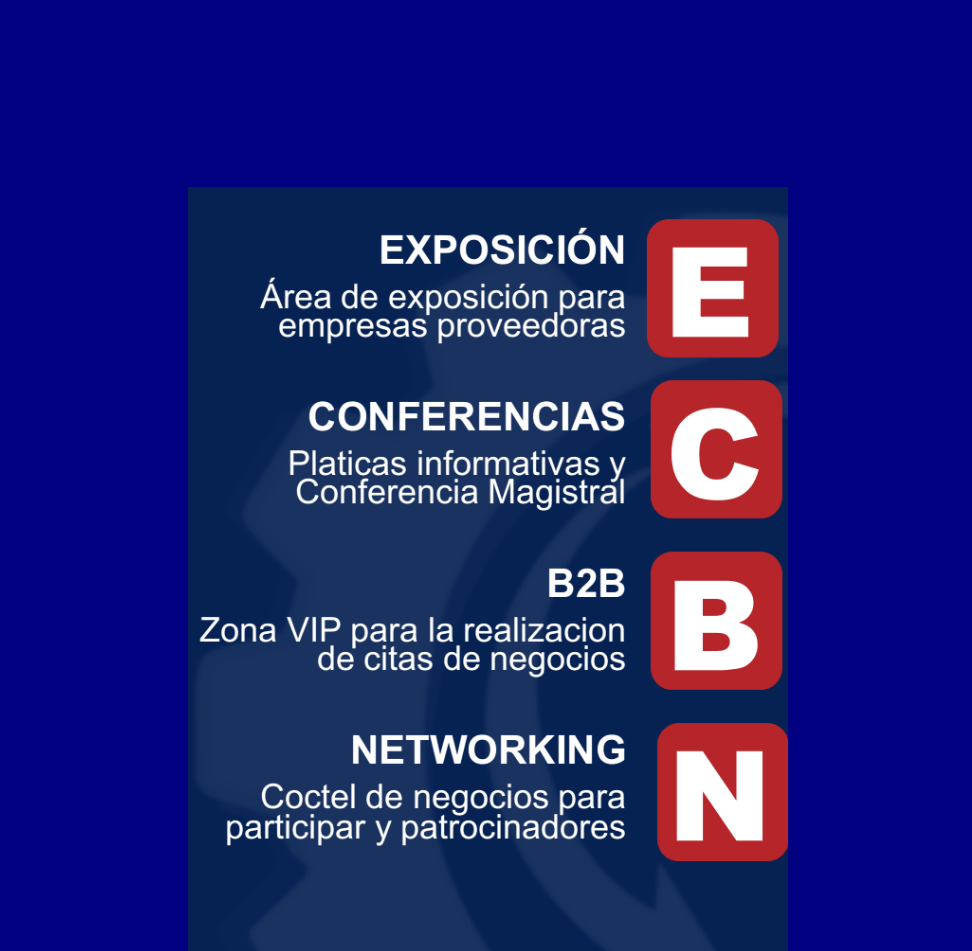 EXPOSICIÓN
Área de exposición para
empresas proveedoras
E
CONFERENCIAS
Platicas informativas y
Conferencia Magistral
C
B2B
Zona VIP para la realizacion
de citas de negocios
B
NETWORKING
Coctel de negocios para
participar y patrocinadores
N